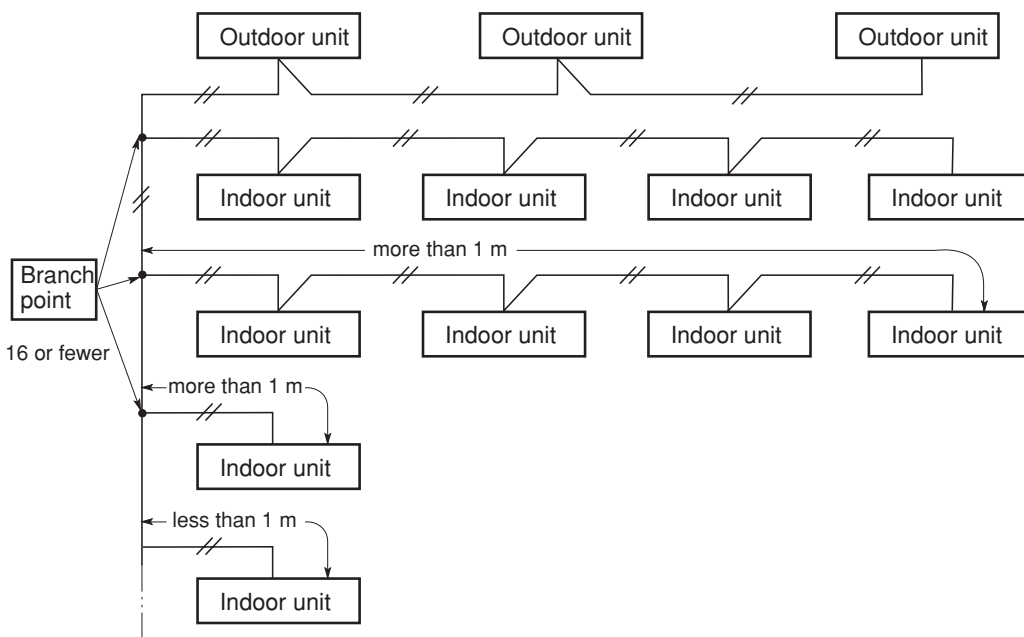 Outdoor unit
Outdoor unit
Outdoor unit
Indoor unit
Indoor unit
Indoor unit
Indoor unit
more than 1 m
Branch
point
16 or fewer
Indoor unit
Indoor unit
Indoor unit
Indoor unit
more than 1 m
Indoor unit
less than 1 m
Indoor unit